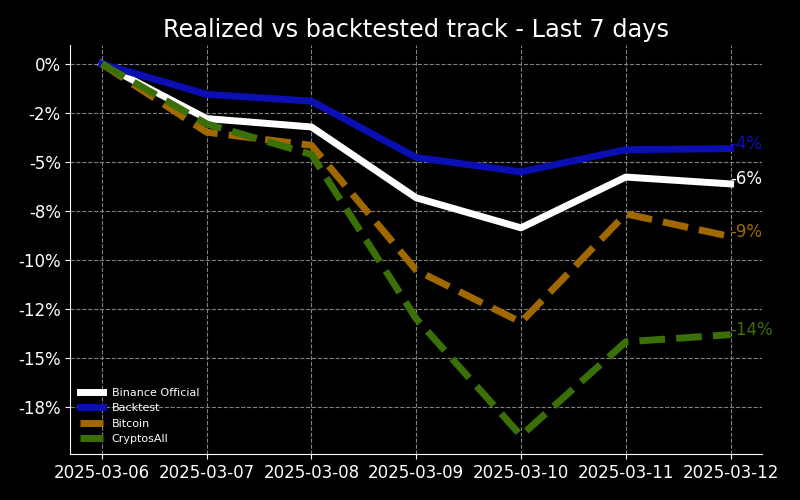 Realized vs backtested track - Last 7 days
0%
-2%
-5%
-8%
-10%
-12%
-15%
-18%
-4%
-6%
-9%
-14%
Binance Official
Backtest
Bitcoin
CryptosAll
2025-03-06 2025-03-07 2025-03-08 2025-03-09 2025-03-10 2025-03-11 2025-03-12